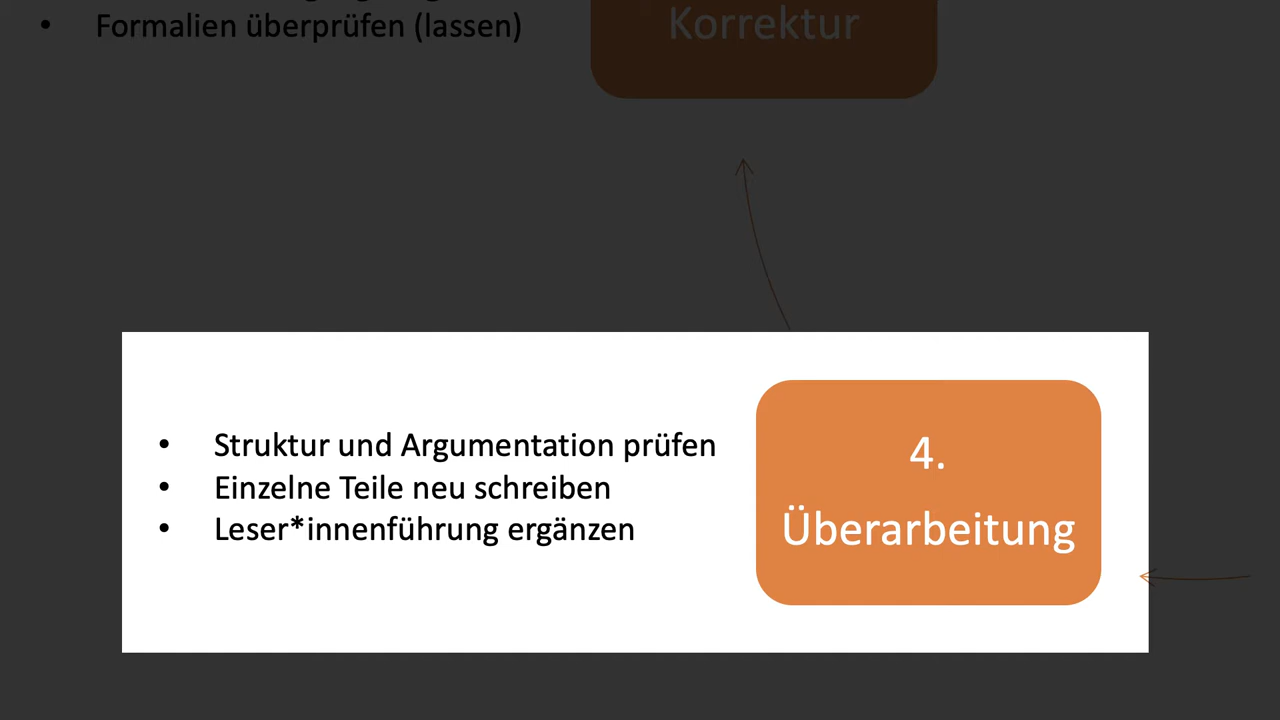 • Formalien überprüfen (lassen)
Korrektur
• Struktur und Argumentation prüfen
• Einzelne Teile neu schreiben
• Leser*innenführung ergänzen
4.
Überarbeitung